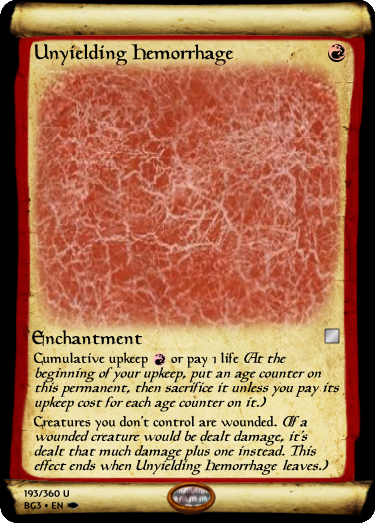 Unyielding Hemorrhage
Enchantment
Cumulative upkeep or pay 1 life (At the
beginning of your upkeep, put an age counter on
this permanent, then sacrifice it unless you pay its
upkeep cost for each age counter on it.)
Creatures you don't control are wounded. (If a
wounded creature would be dealt damage, it's
dealt that much damage plus one instead. This
effect ends when Unyielding Hemorrhage leaves.)
193/360 U
BG3 • EN